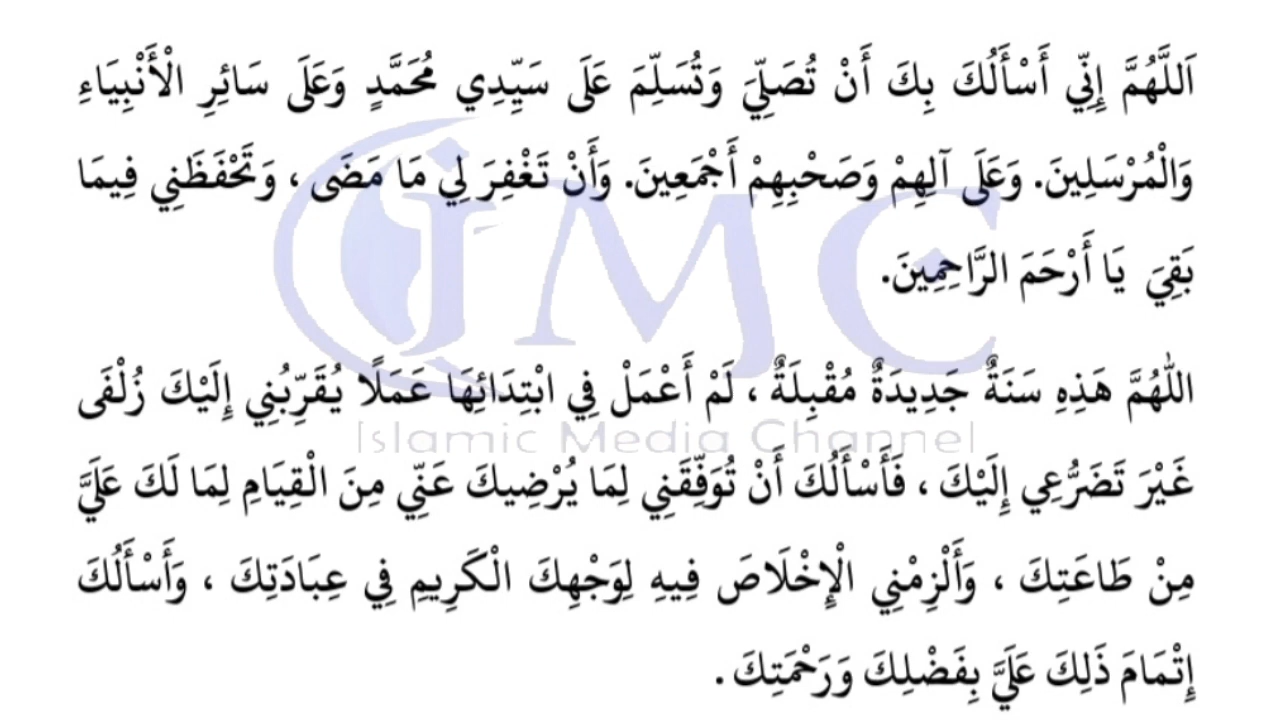 اَللَّهُمَّ إِنِّي أَسْأَلُكَ بِكَ أَنْ تُصَلِّيَ وَتُسَلِّمَ عَلَى سَيِّدِي مُحَمَّدٍ وَعَلَى سَائِرِ الْأَنْبِيَاءِ
وَالْمُرْسَلِينَ. وَعَلَى آلِهِمْ وَصَحْبِهِمْ أَجْمَعِينَ. وَأَنْ تَغْفِرَ لِي مَا مَضَى ، وَتَحْفَظَنِي فِيمَا
بَقِيَ يَا أَرْحَمَ الرَّاحِمِينَ.
اللّٰهُمَّ هَذِهِ سَنَةٌ جَدِيدَةٌ مُقْبِلَةٌ ، لَمْ أَعْمَلْ فِي ابْتِدَائِهَا عَمَلًا يُقَرِّبُنِي إِلَيْكَ زُلْفَى
غَيْرَ تَضَرُّعِي إِلَيْكَ ، فَأَسْأَلُكَ أَنْ تُوَفِّقَنِي لِمَا يُرْضِيكَ عَنِّي مِنَ الْقِيَامِ لِمَا لَكَ عَلَيَّ
مِنْ طَاعَتِكَ ، وَأَلْزِمْنِي الْإِخْلَاصَ فِيهِ لِوَجْهِكَ الْكَرِيمِ فِي عِبَادَتِكَ ، وَأَسْأَلُكَ
إِتْمَامَ ذَلِكَ عَلَيَّ بِفَضْلِكَ وَرَحْمَتِكَ .
IMC
Islamic Media Channel